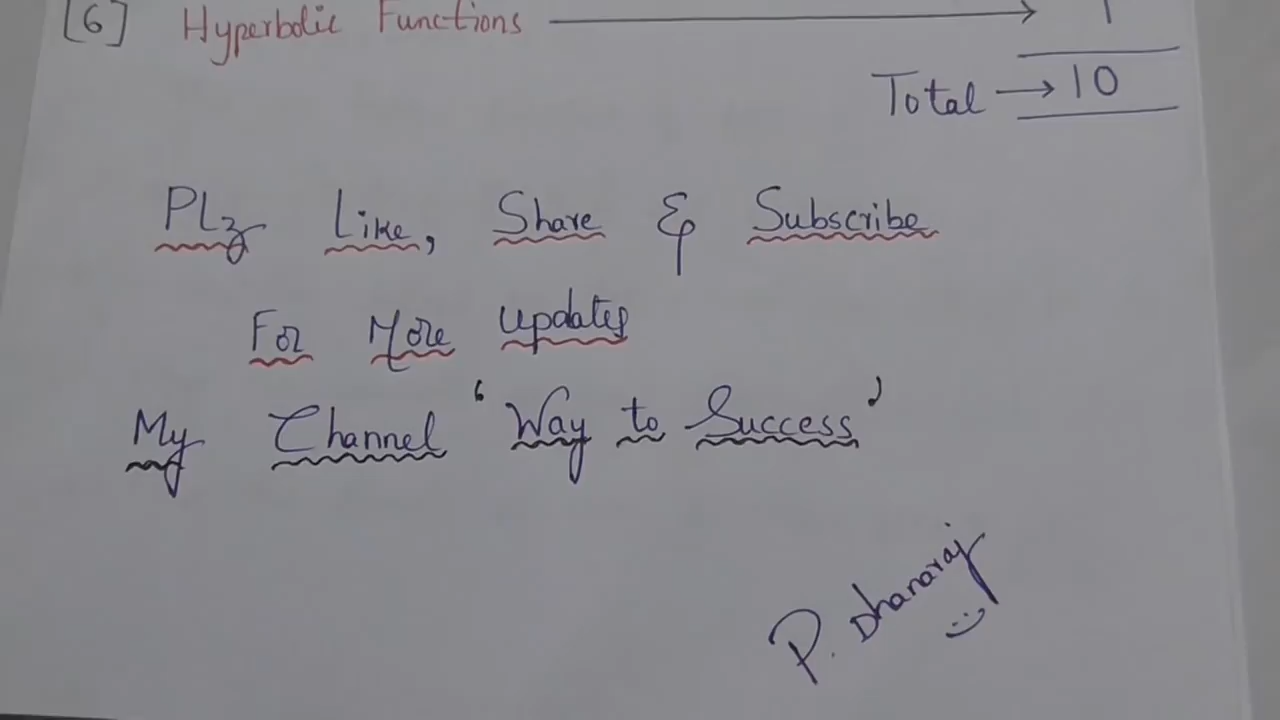 [6] Hyperbolic Functions → 1
Total → 10
PLz Like, Share & Subscribe
For More updates
My Channel ‘Way to Success’
P. Dhanaraj